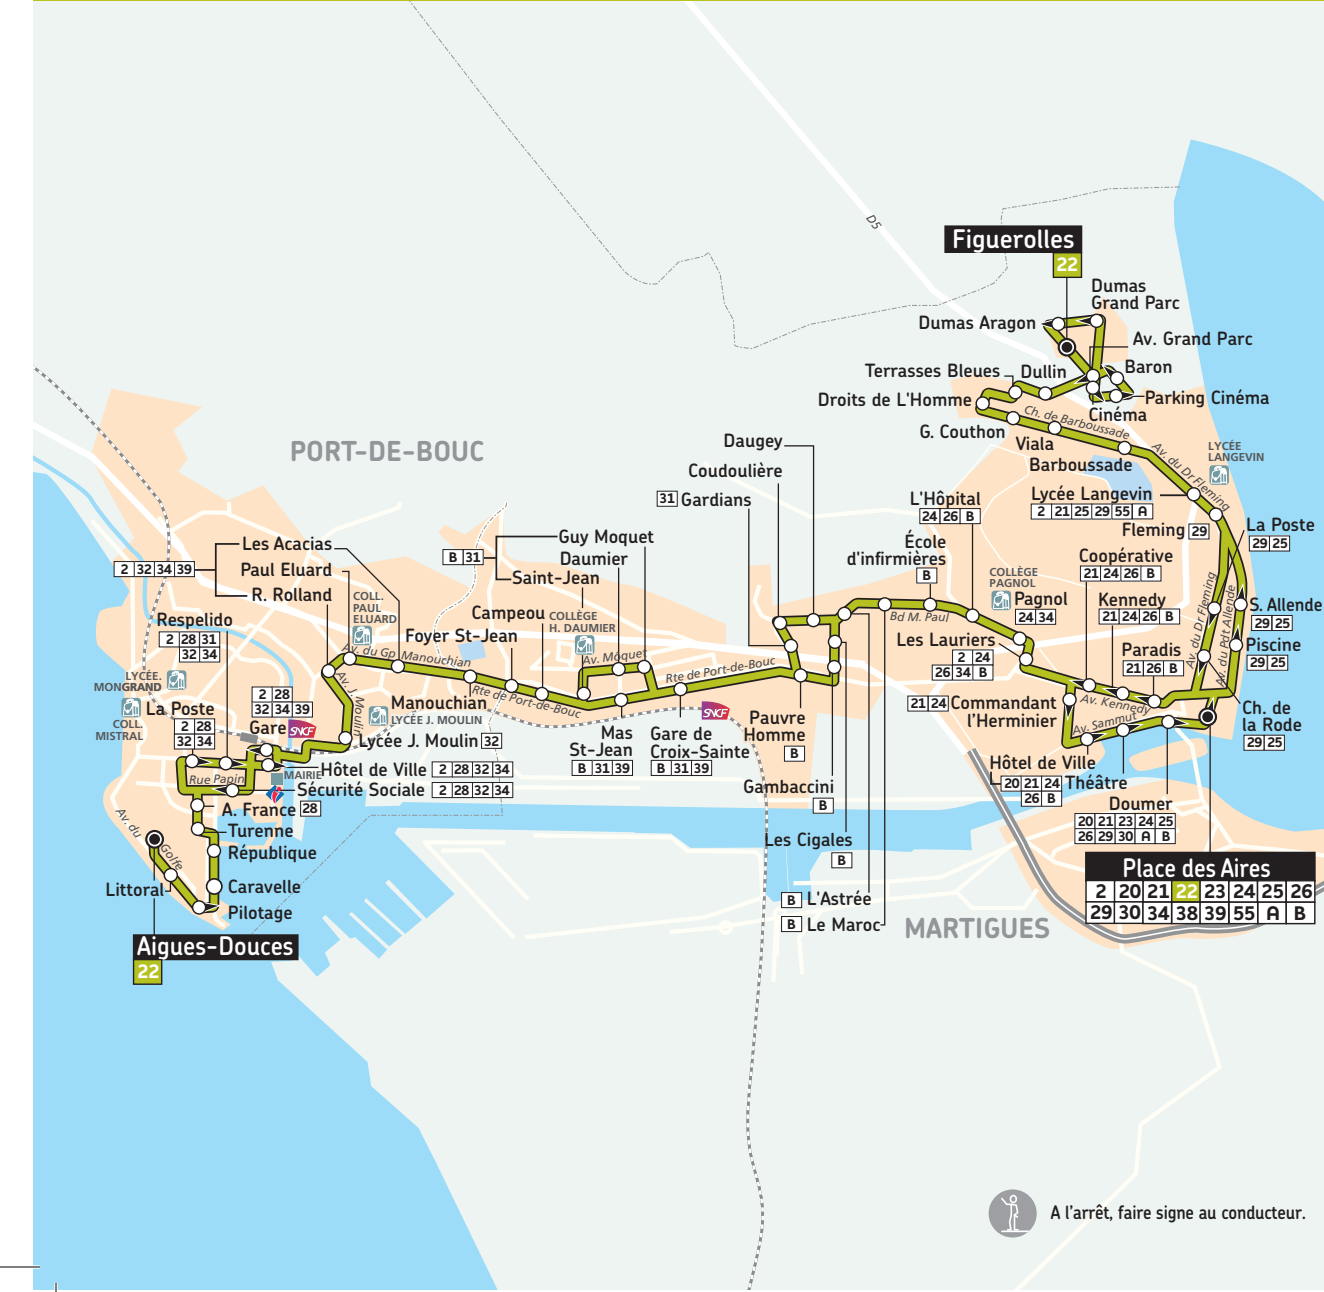 D5
Figuerolles
22
Dumas
Grand Parc
Dumas Aragon
Av. Grand Parc
Terrasses Bleues
Dullin
Baron
Droits de L'Homme
Parking Cinéma
Cinéma
G. Couthon
Ch. de Barboussade
Viala
Barboussade
Av. du Dr Fleming
LYCÉE
LANGEVIN
PORT-DE-BOUC
Daugey
Coudoulière
31 Gardians
L'Hôpital
24 26 B
Lycée Langevin
2 21 25 29 55 A
Fleming 29
La Poste
29 25
Guy Moquet
B 31
Daumier
Saint-Jean
École
d'infirmières
B
Coopérative
21 24 26 B
Les Acacias
2 32 34 39
Paul Eluard
R. Rolland
COLL.
PAUL
ELUARD
Respelido
2 28 31
32 34
Campeou
COLLÈGE
H. DAUMIER
Foyer St-Jean
COLLÈGE
PAGNOL
Pagnol
24 34
Kennedy
21 24 26 B
S. Allende
29 25
Bd M. Paul
Les Lauriers
2 24
26 34 B
Paradis
21 26 B
Piscine
29 25
Av. du Dr Fleming
Av. du Pdt Allende
Av. du Gp Manouchian
Av. Môquet
Rte de Port-de-Bouc
Rte de Port-de-Bouc
LYCÉE.
MONGRAND
COLL.
MISTRAL
La Poste
2 28
32 34
2 28
32 34 39
Gare
SNCF
Av. J. Moulin
Manouchian
LYCÉE J. MOULIN
Lycée J. Moulin 32
SNCF
Mas
St-Jean
B 31 39
Gare de
Croix-Sainte
B 31 39
Pauvre
Homme
B
21 24 Commandant
l'Herminier
Av. Kennedy
Av. Sammut
Ch. de
la Rode
29 25
Rue Papin
MAIRIE
Hôtel de Ville 2 28 32 34
Sécurité Sociale 2 28 32 34
A. France 28
Turenne
République
Caravelle
Pilotage
Av. du
Golfe
Littoral
Aigues-Douces
22
Gambaccini
B
Les Cigales
B
B L'Astrée
B Le Maroc
Hôtel de Ville
20 21 24
26 B
Théâtre
Doumer
20 21 23 24 25
26 29 30 A B
Place des Aires
2 20 21 22 23 24 25 26
29 30 34 38 39 55 A B
MARTIGUES
A l'arrêt, faire signe au conducteur.